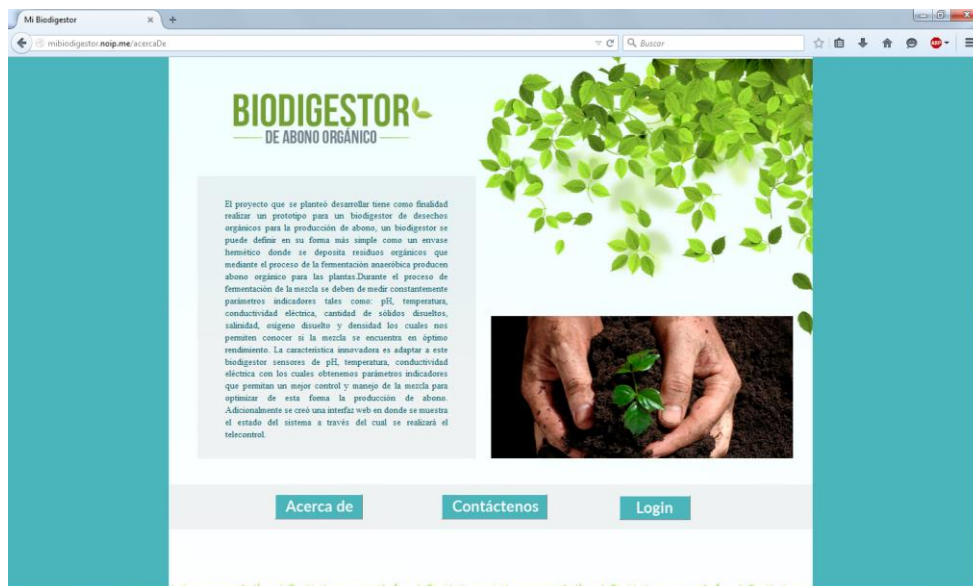 Mi Biodigestor
mibiodigestor.noip.me/acercaDe
Buscar
ABP
BIODIGESTOR
DE ABONO ORGÁNICO
El proyecto que se planteó desarrollar tiene como finalidad
realizar un prototipo para un biodigestor de desechos
orgánicos para la producción de abono, un biodigestor se
puede definir en su forma más simple como un envase
hermético donde se deposita residuos orgánicos que
mediante el proceso de la fermentación anaeróbica producen
abono orgánico para las plantas.Durante el proceso de
fermentación de la mezcla se deben de medir constantemente
parámetros indicadores tales como: pH, temperatura,
conductividad eléctrica, cantidad de sólidos disueltos,
salinidad, oxigeno disuelto y densidad los cuales nos
permiten conocer si la mezcla se encuentra en óptimo
rendimiento. La caracteristica innovadora es adaptar a este
biodigestor sensores de pH, temperatura, conductividad
eléctrica con los cuales obtenemos parámetros indicadores
que permitan un mejor control y manejo de la mezcla para
optimizar de esta forma la producción de abono.
Adicionalmente se creó una interfaz web en donde se muestra
el estado del sistema a través del cual se realizará el
telecontrol.
Acerca de
Contáctenos
Login